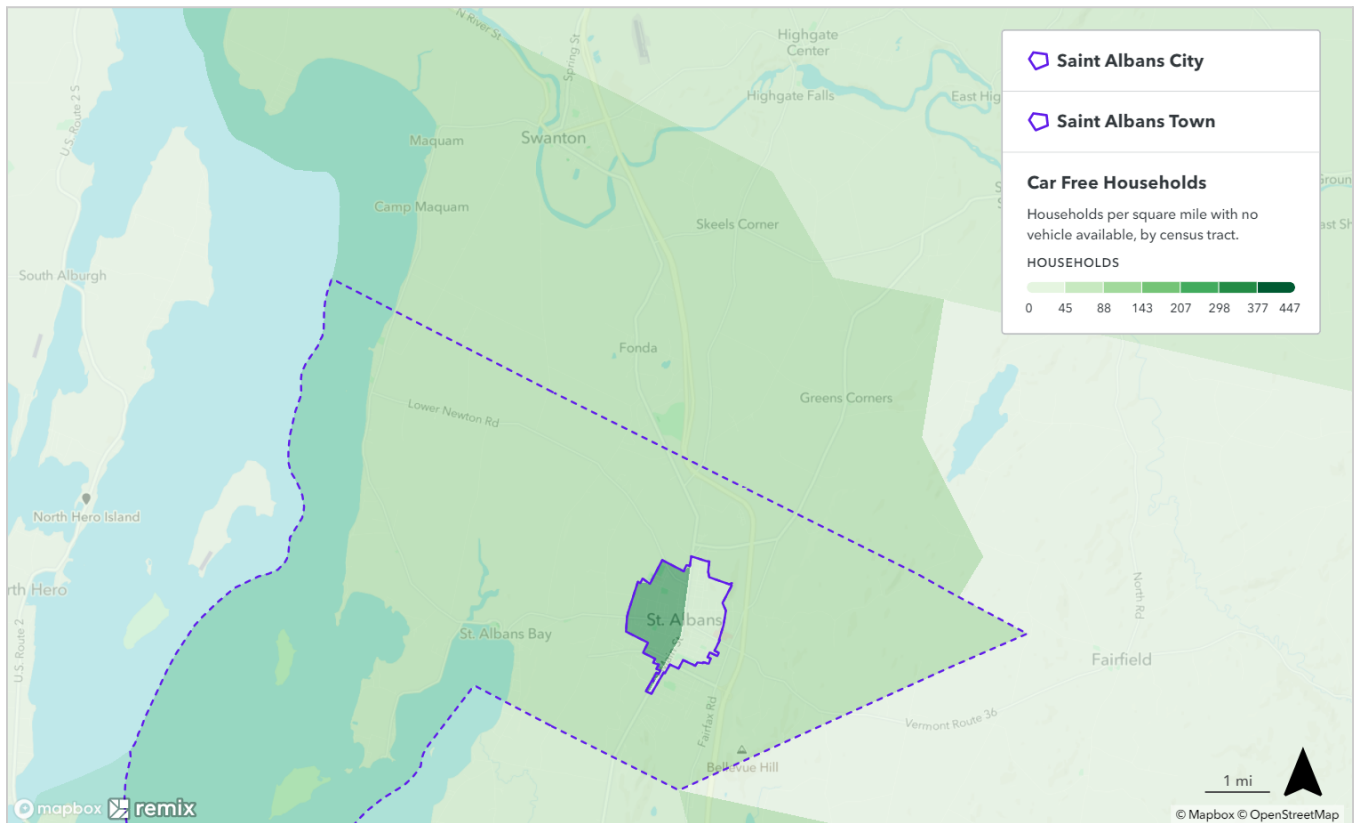 N River St
Spring St
Highgate
Center
Highgate Falls
East Hig
U.S. Route 2 S
Maquam
Swanton
Camp Maquam
Skeels Corner
South Alburgh
Fonda
Greens Corners
Lower Newton Rd
North Hero Island
rth Hero
U.S. Route 2
St. Albans
St. Albans Bay
Fairfax Rd
Bellevue Hill
Vermont Route 36
North Rd
Fairfield
Saint Albans City
Saint Albans Town
Car Free Households
Households per square mile with no
vehicle available, by census tract.
HOUSEHOLDS
0 45 88 143 207 298 377 447
1 mi
mapbox remix
© Mapbox © OpenStreetMap